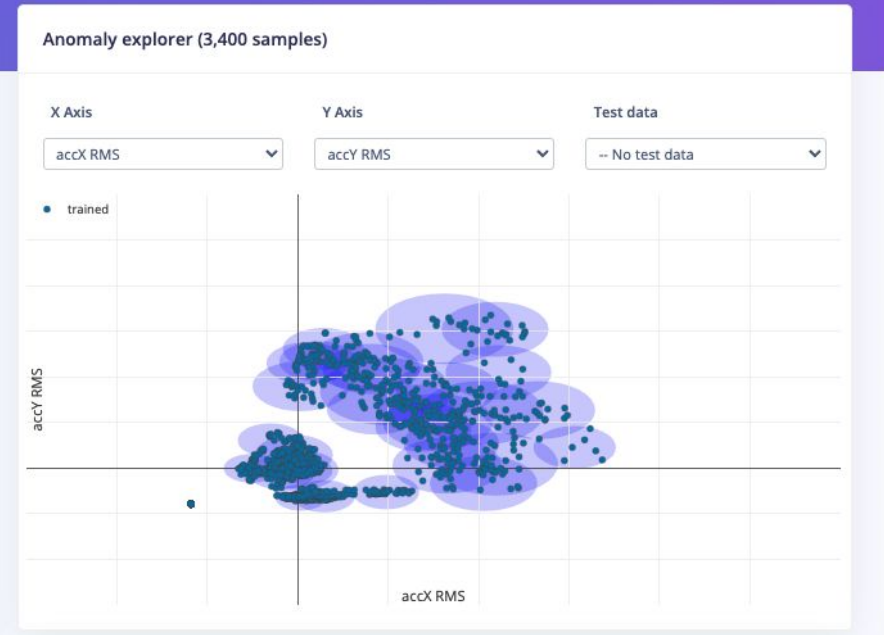 Anomaly explorer (3,400 samples)
X Axis
Y Axis
Test data
accX RMS
accY RMS
-- No test data
trained
accY RMS
accX RMS